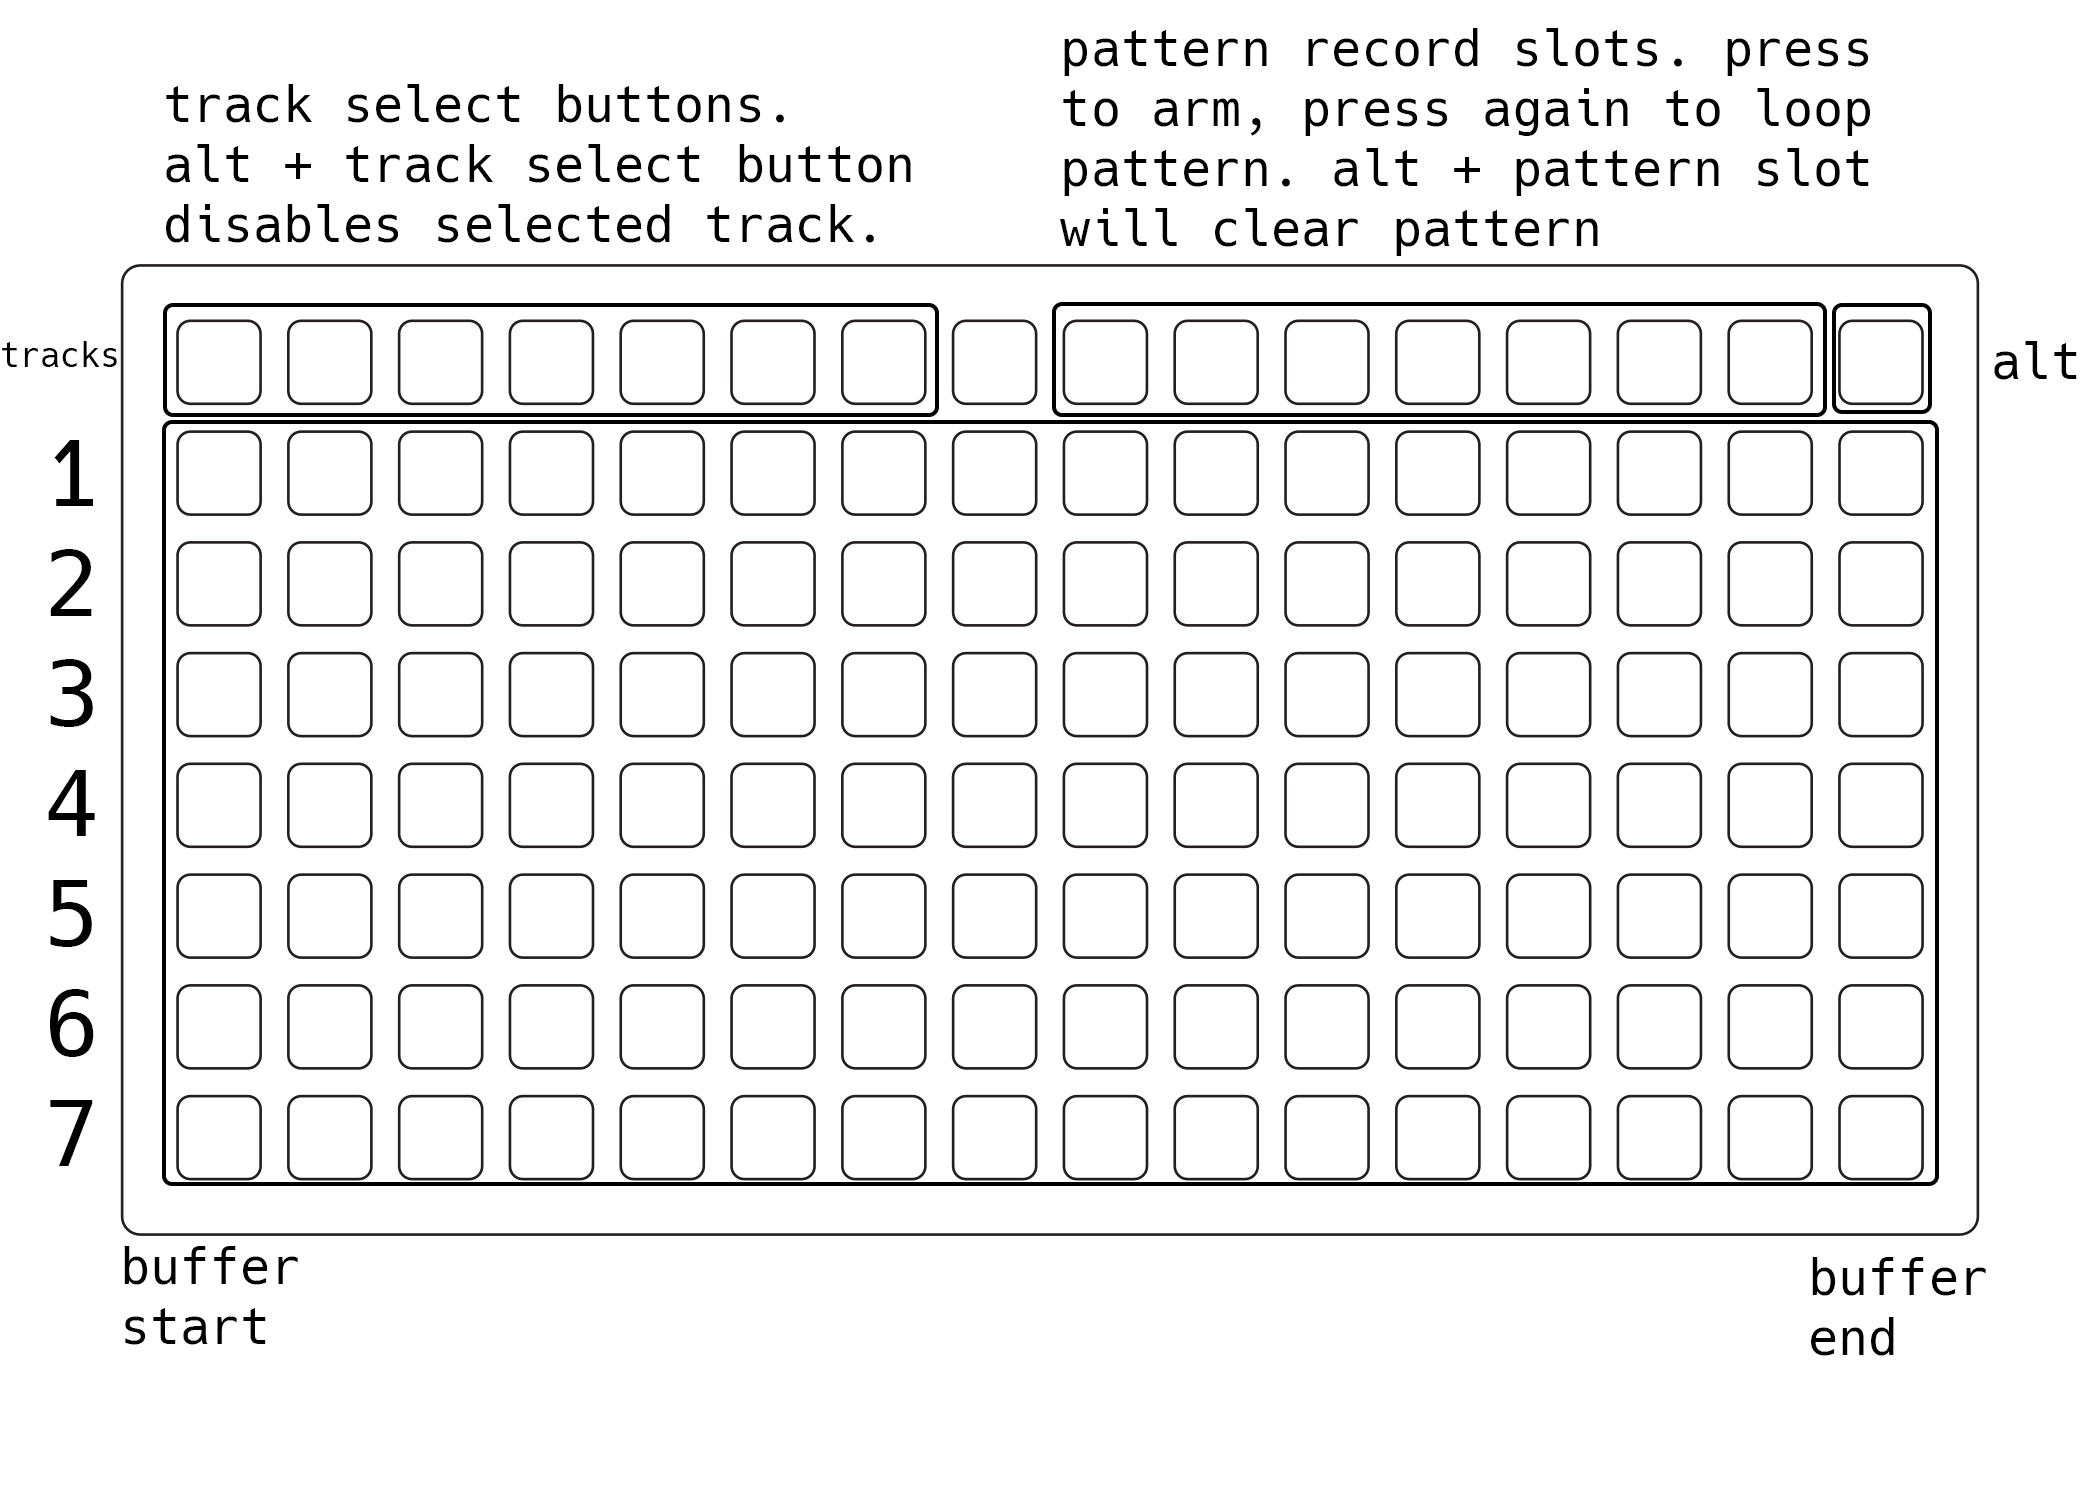 track select buttons.
alt + track select button
disables selected track.
pattern record slots. press
to arm, press again to loop
pattern. alt + pattern slot
will clear pattern
tracks
alt
1
2
3
4
5
6
7
buffer
start
buffer
end